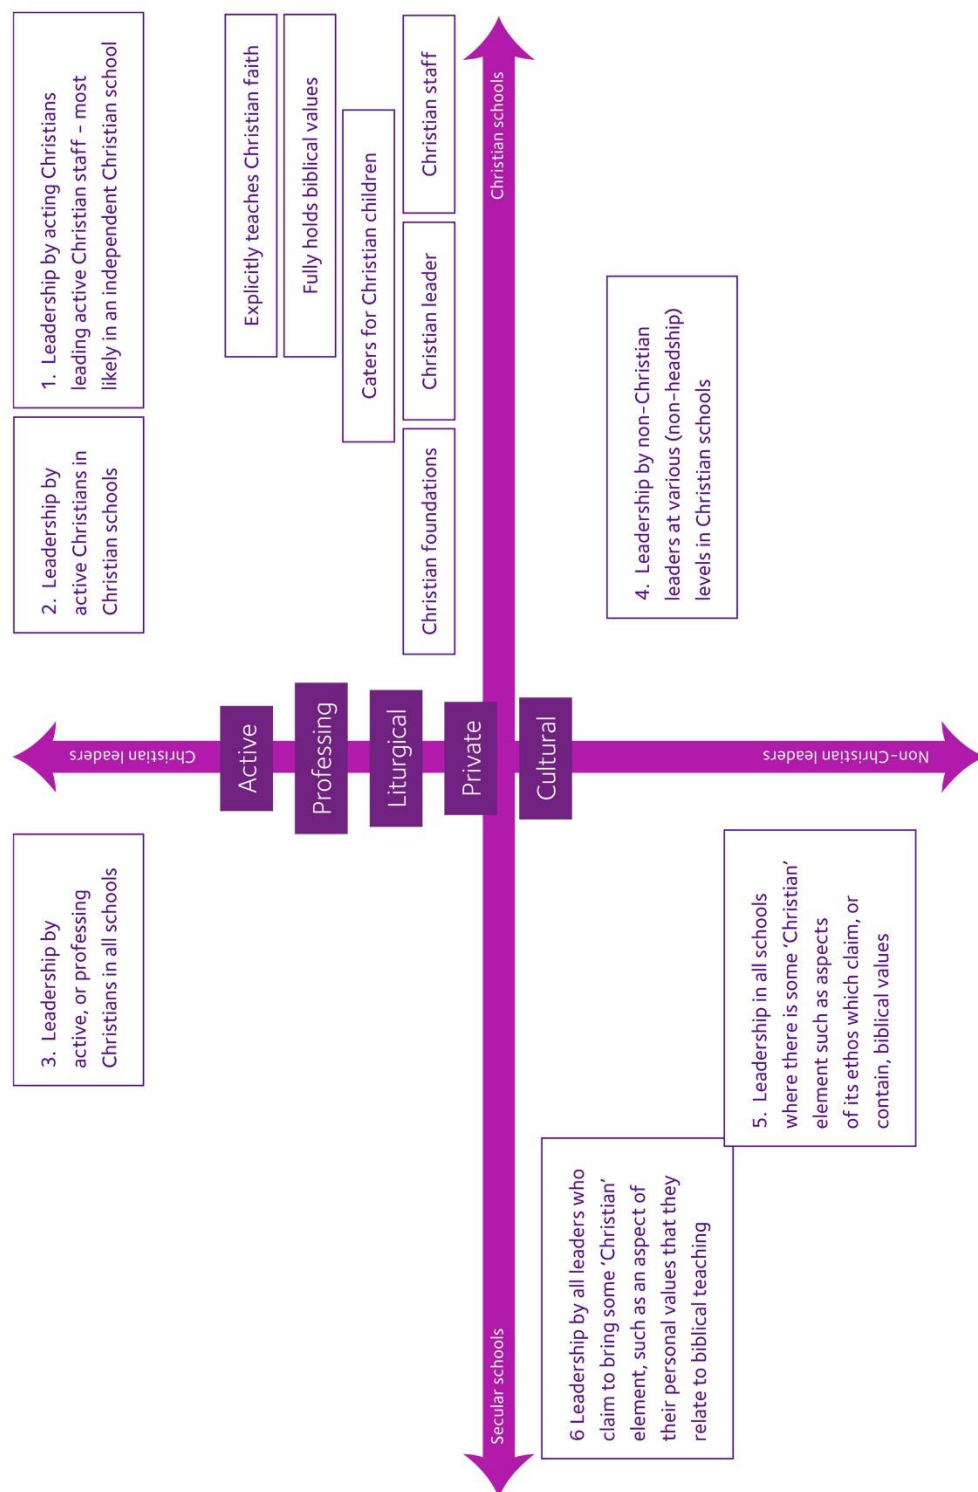 3. Leadership by
active, or professing
Christians in all schools
2. Leadership by
active Christians in
Christian schools
1. Leadership by acting Christians
leading active Christian staff – most
likely in an independent Christian school
Christian leaders
Active
Professing
Liturgical
Private
Cultural
Explicitly teaches Christian faith
Fully holds biblical values
Caters for Christian children
Christian foundations
Christian leader
Christian staff
Secular schools
Christian schools
6 Leadership by all leaders who
claim to bring some ‘Christian’
element, such as an aspect of
their personal values that they
relate to biblical teaching
5. Leadership in all schools
where there is some ‘Christian’
element such as aspects
of its ethos which claim, or
contain, biblical values
4. Leadership by non-Christian
leaders at various (non-headship)
levels in Christian schools
Non-Christian leaders